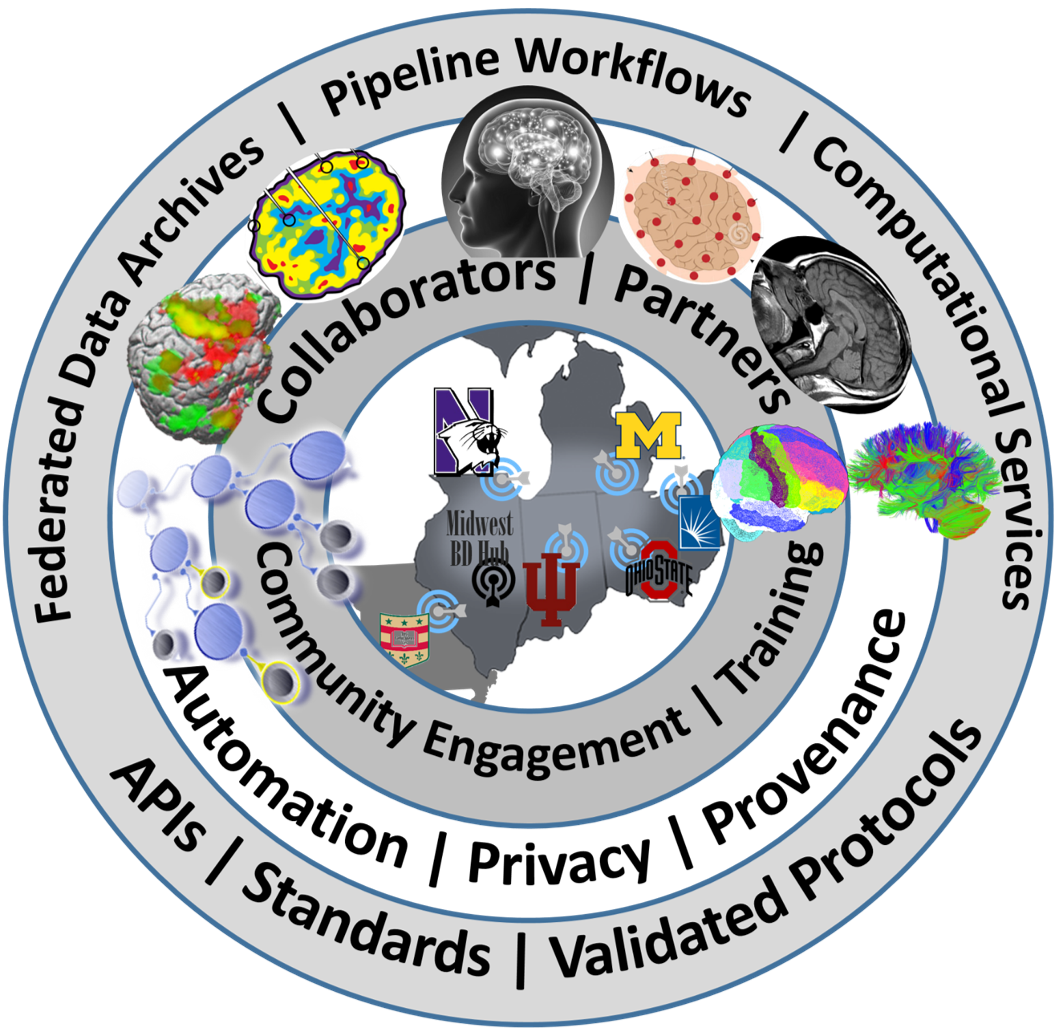 Federated Data Archives | Pipeline Workflows | Computational Services
Collaborators | Partners
N
M
Midwest
BD Hub
IU
OHIO STATE
Community Engagement | Training
Automation | Privacy | Provenance
APIs | Standards | Validated Protocols